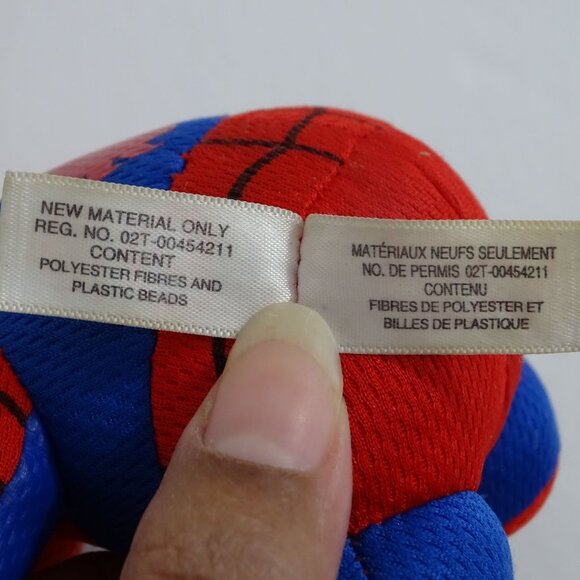 NEW MATERIAL ONLY
REG. NO. 02T-00454211
CONTENT
POLYESTER FIBRES AND
PLASTIC BEADS
MATÉRIAUX NEUFS SEULEMENT
NO. DE PERMIS 02T-00454211
CONTENU
FIBRES DE POLYESTER ET
BILLES DE PLASTIQUE